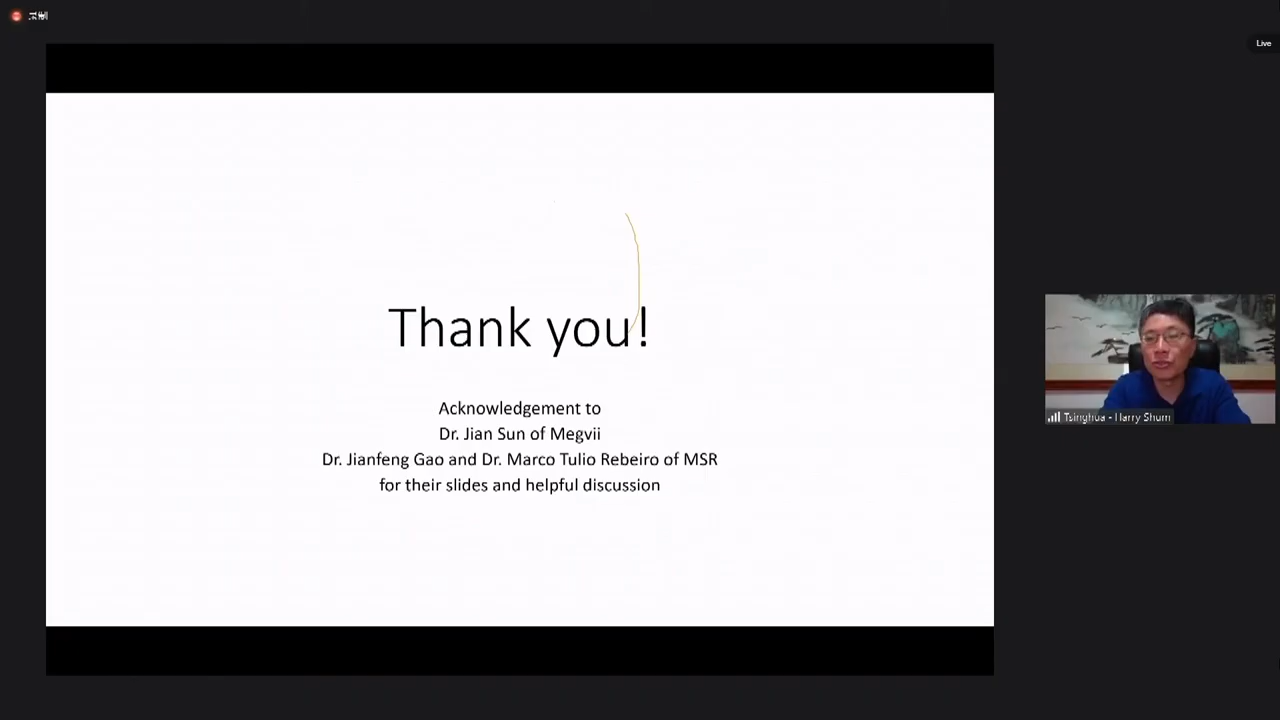 Live
Thank you!
Acknowledgement to
Dr. Jian Sun of Megvii
Dr. Jianfeng Gao and Dr. Marco Tulio Rebeiro of MSR
for their slides and helpful discussion
Tsinghua - Harry Shum